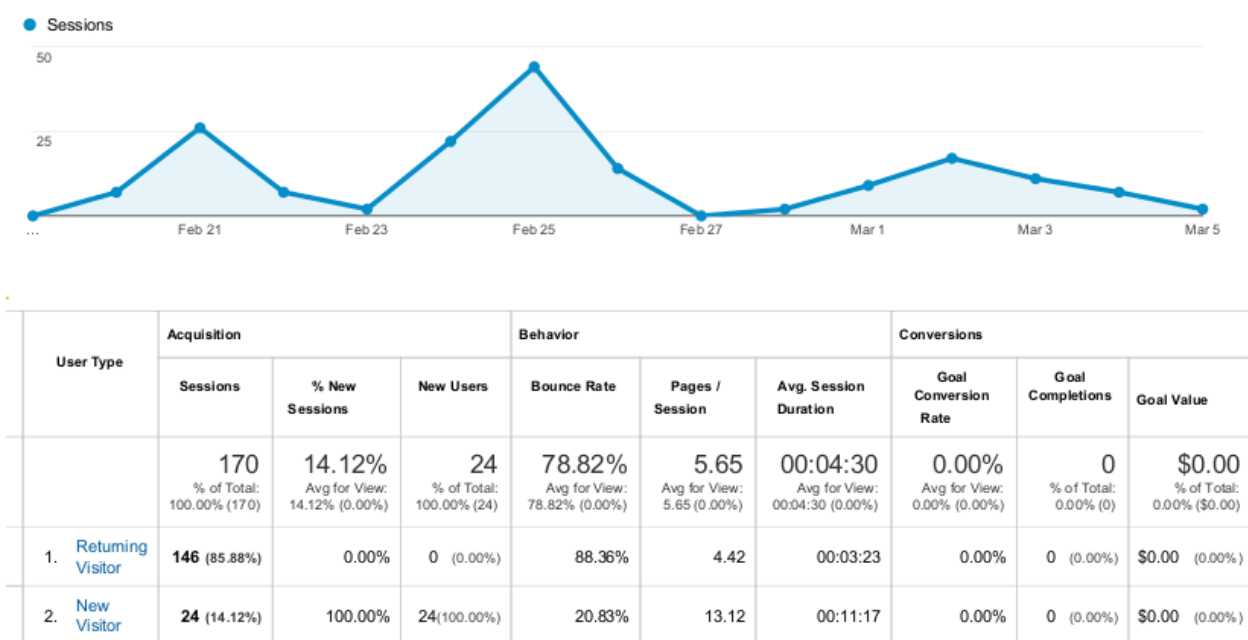 Sessions
50
25
...
Feb 21
Feb 23
Feb 25
Feb 27
Mar 1
Mar 3
Mar 5
User Type
Acquisition
Behavior
Conversions
Sessions
% New
Sessions
New Users
Bounce Rate
Pages /
Session
Avg. Session
Duration
Goal
Conversion
Rate
Goal
Completions
Goal Value
170
% of Total:
100.00% (170)
14.12%
Avg for View:
14.12% (0.00%)
24
% of Total:
100.00% (24)
78.82%
Avg for View:
78.82% (0.00%)
5.65
Avg for View:
5.65 (0.00%)
00:04:30
Avg for View:
00:04:30 (0.00%)
0.00%
Avg for View:
0.00% (0.00%)
0
% of Total:
0.00% (0)
$0.00
% of Total:
0.00% ($0.00)
1.
Returning
Visitor
146 (85.88%)
0.00%
0 (0.00%)
88.36%
4.42
00:03:23
0.00%
0 (0.00%)
$0.00 (0.00%)
2.
New
Visitor
24 (14.12%)
100.00%
24(100.00%)
20.83%
13.12
00:11:17
0.00%
0 (0.00%)
$0.00 (0.00%)